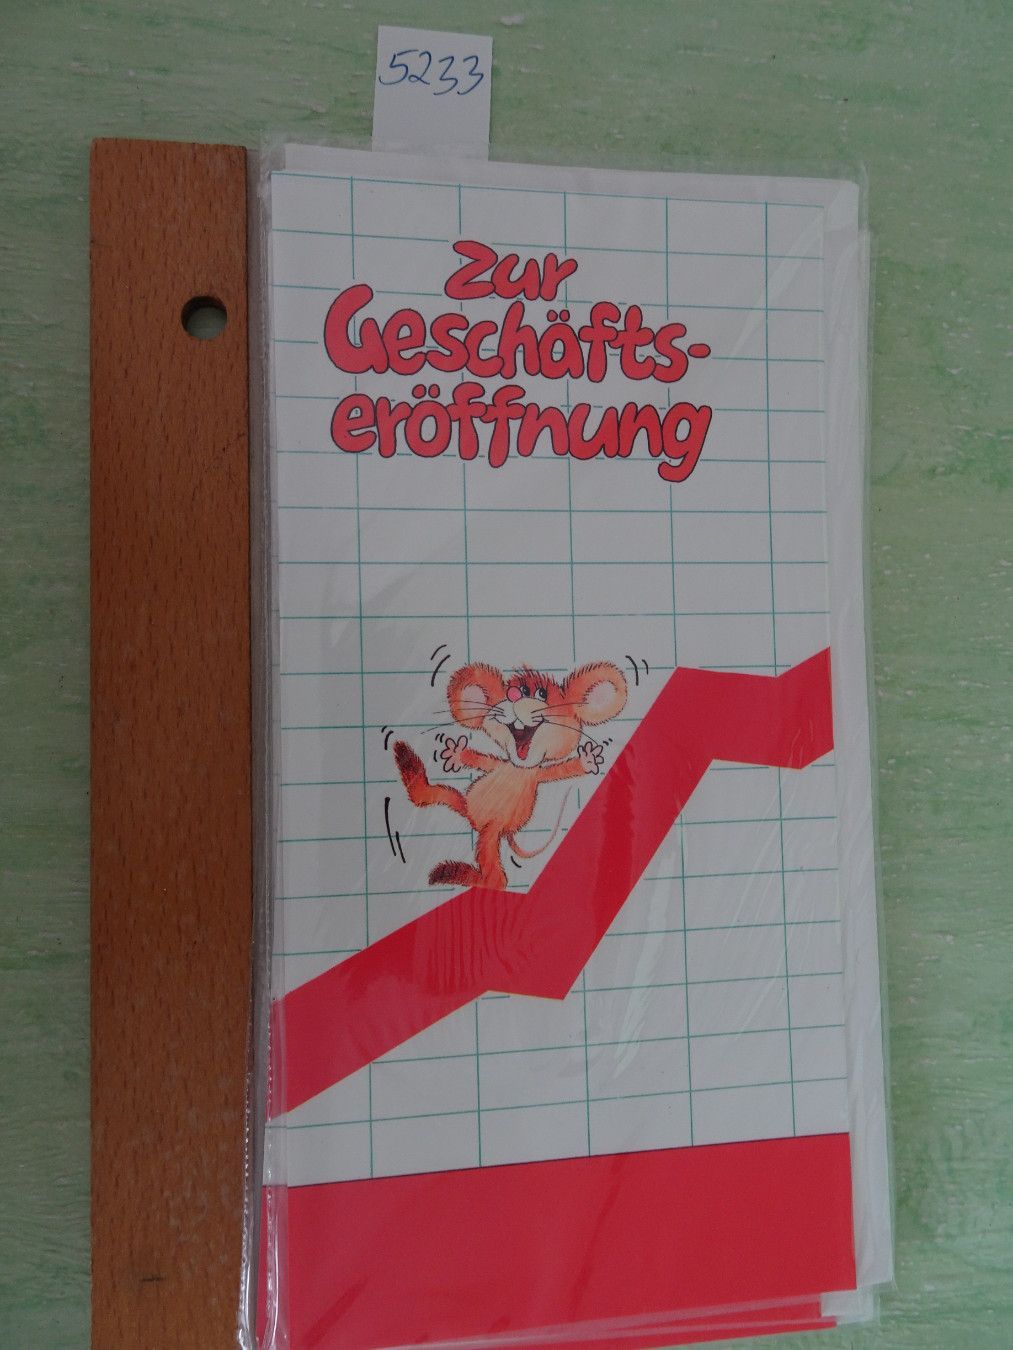 5233
zur
Geschäfts-
eröffnung